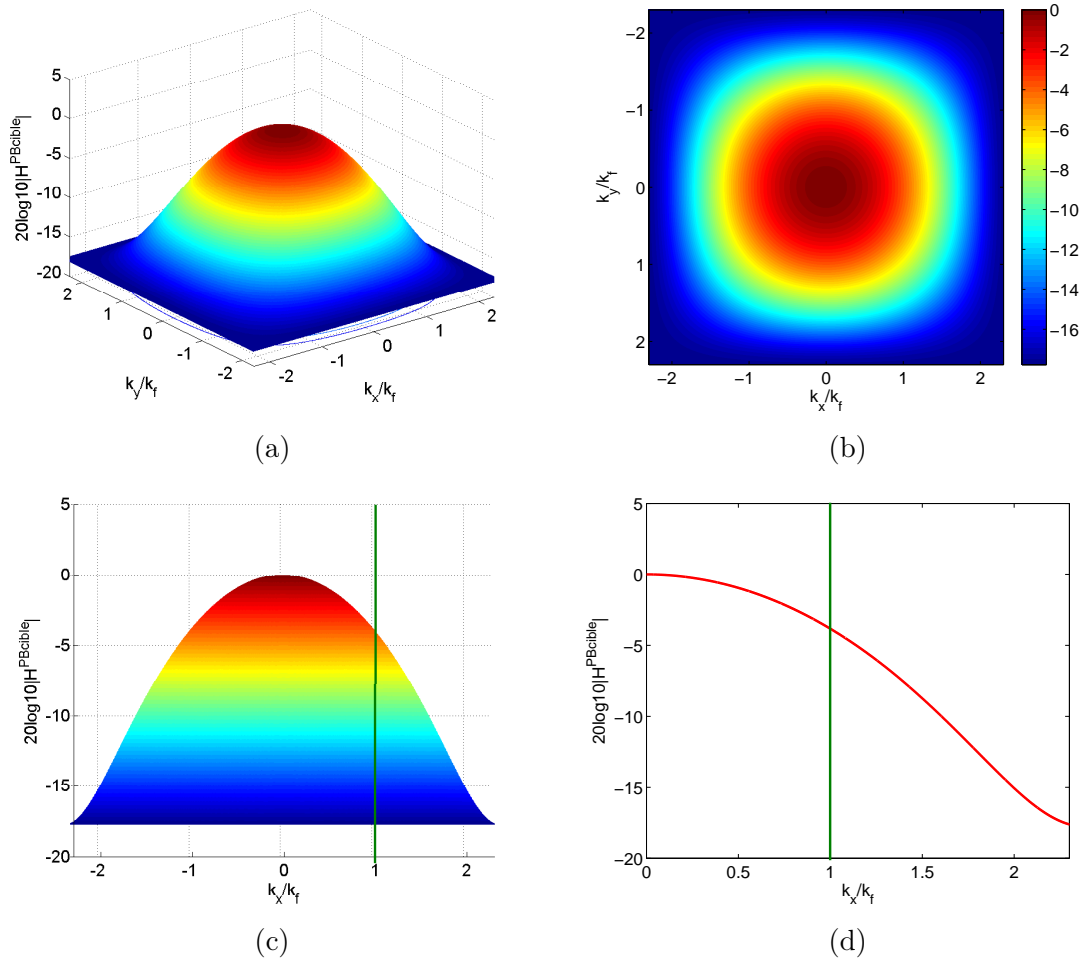 5
0
-5
-10
-15
-20
20log10|H^PBcible|
2
1
0
-1
-2
k_y/k_f
-2
-1
0
1
2
k_x/k_f
(a)
−2
−1
0
1
2
k_y/k_f
−2 −1 0 1 2
k_x/k_f
0
−2
−4
−6
−8
−10
−12
−14
−16
(b)
5
0
-5
-10
-15
-20
20log10|H^PBcible|
-2 -1 0 1 2
k_x/k_f
(c)
5
0
−5
−10
−15
−20
20log10|H^PBcible|
0 0.5 1 1.5 2
k_x/k_f
(d)